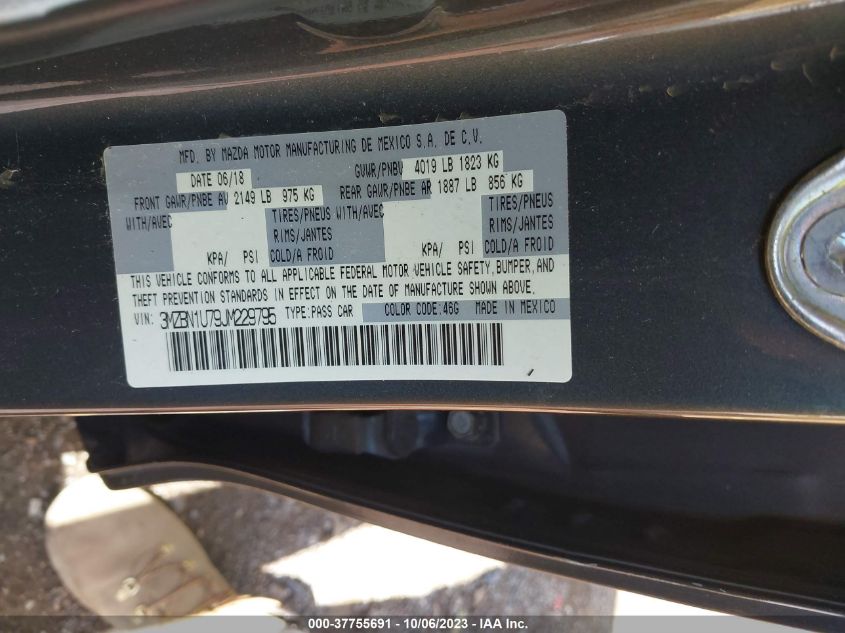 MFD. BY MAZDA MOTOR MANUFACTURING DE MEXICO S.A. DE C.V.
DATE 06/18 GVWR/PNBV 4019 LB 1823 KG
FRONT GAWR/PNBE AV 2149 LB 975 KG REAR GAWR/PNBE AR 1887 LB 856 KG
WITH/AVEC TIRES/PNEUS WITH/AVEC TIRES/PNEUS
RIMS/JANTES RIMS/JANTES
KPA/ PSI COLD/A FROID KPA/ PSI COLD/A FROID
THIS VEHICLE CONFORMS TO ALL APPLICABLE FEDERAL MOTOR VEHICLE SAFETY, BUMPER, AND
THEFT PREVENTION STANDARDS IN EFFECT ON THE DATE OF MANUFACTURE SHOWN ABOVE.
VIN: 3MZBN1U79JM229795 TYPE:PASS CAR COLOR CODE:46G MADE IN MEXICO
000-37755691 - 10/06/2023 - IAA Inc.